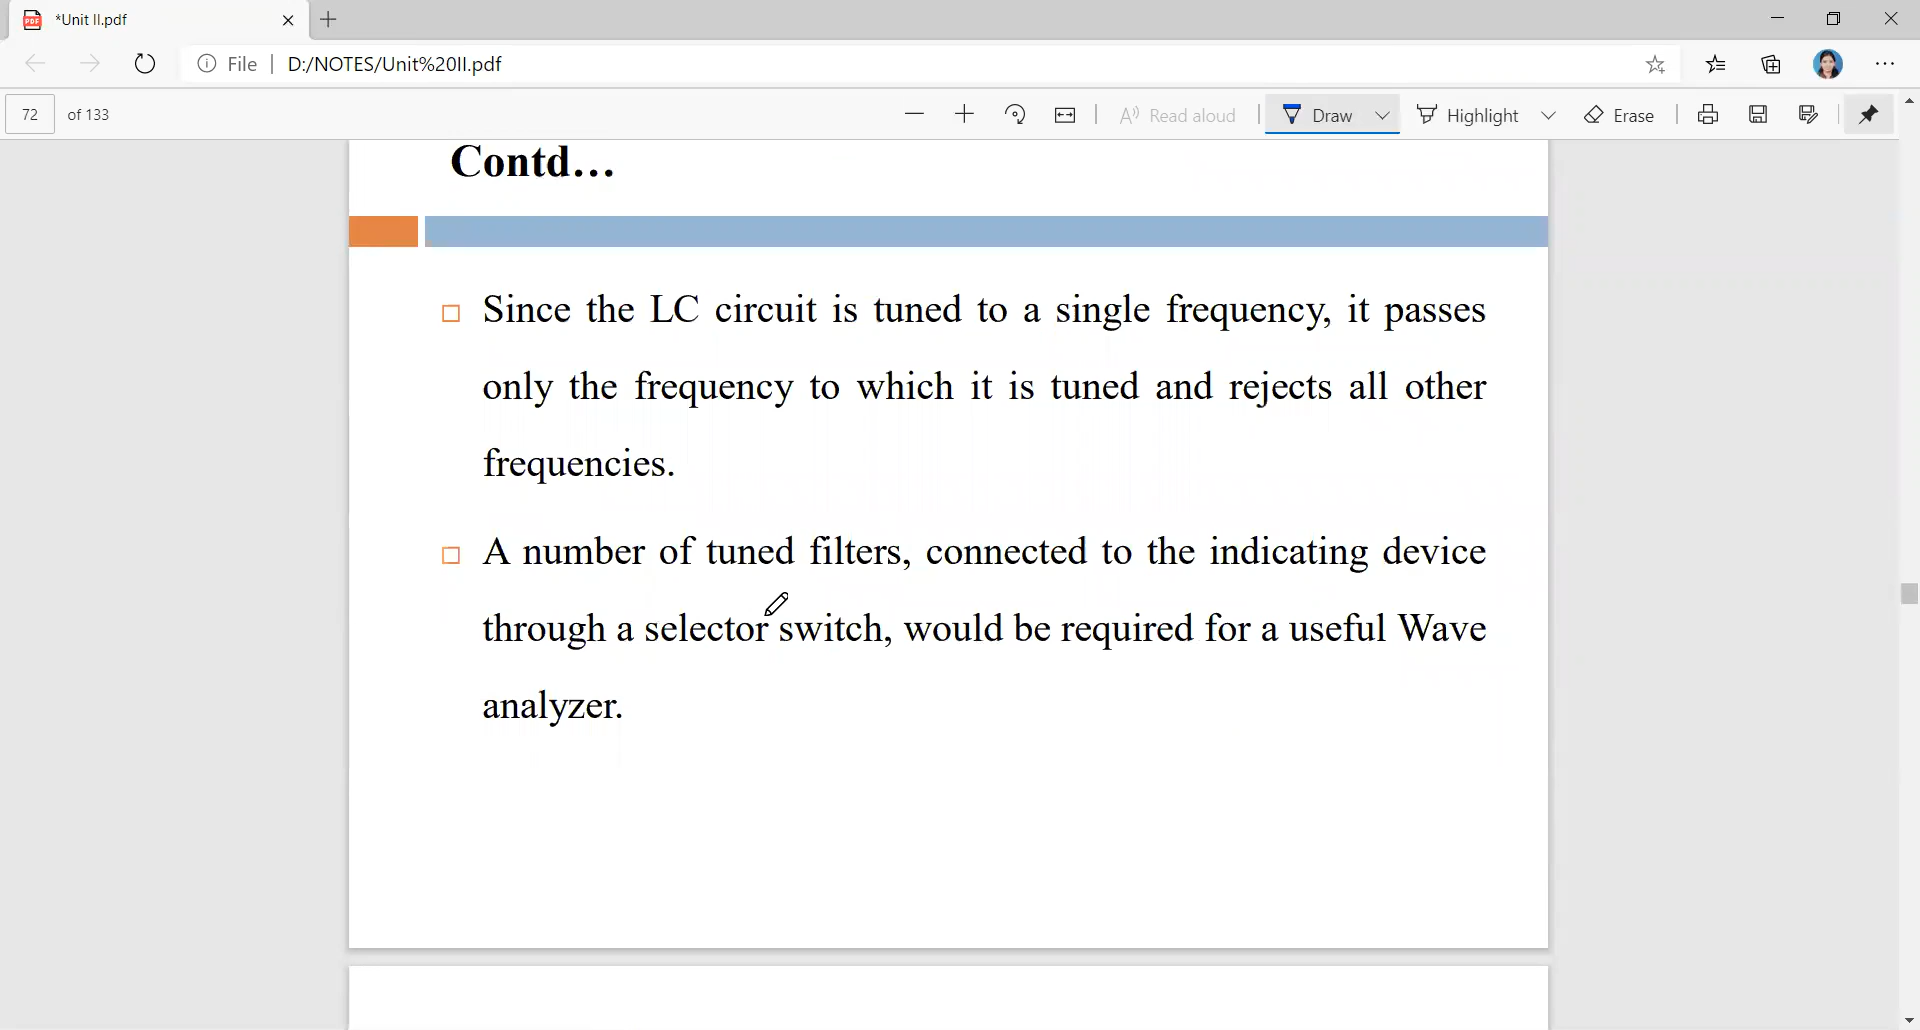 *Unit II.pdf
File | D:/NOTES/Unit%20II.pdf
72 of 133
Read aloud
Draw
Highlight
Erase
Contd...
Since the LC circuit is tuned to a single frequency, it passes
only the frequency to which it is tuned and rejects all other
frequencies.
A number of tuned filters, connected to the indicating device
through a selector switch, would be required for a useful Wave
analyzer.